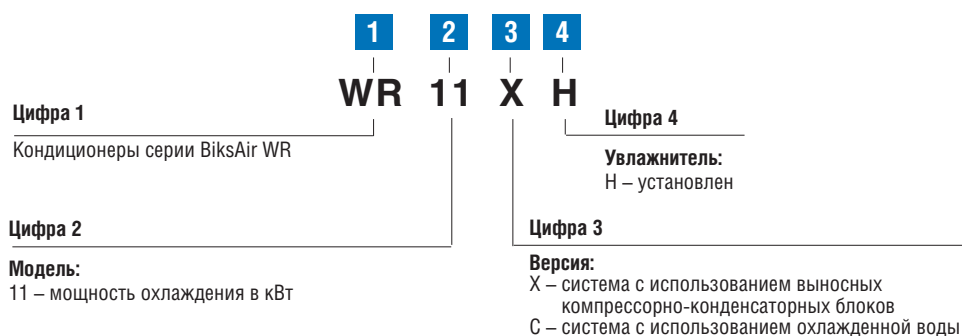 1 2 3 4
WR 11 X H
Цифра 1
Кондиционеры серии BiksAir WR
Цифра 4
Увлажнитель:
H – установлен
Цифра 2
Модель:
11 – мощность охлаждения в кВт
Цифра 3
Версия:
X – система с использованием выносных
компрессорно-конденсаторных блоков
C – система с использованием охлажденной воды